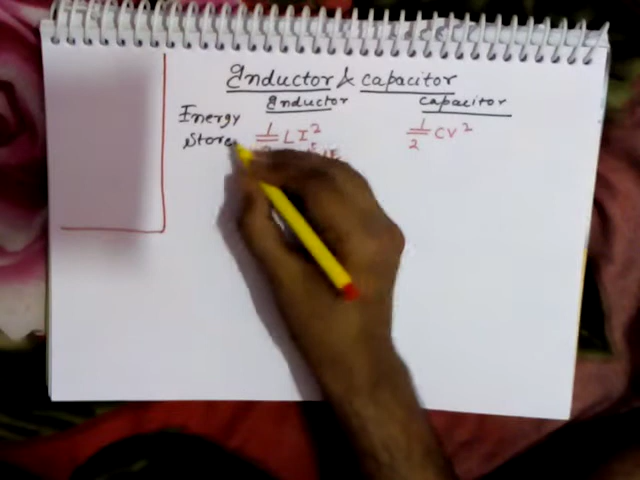 Inductor & capacitor
Inductor capacitor
Energy
Store 1/2 LI² 1/2 CV²